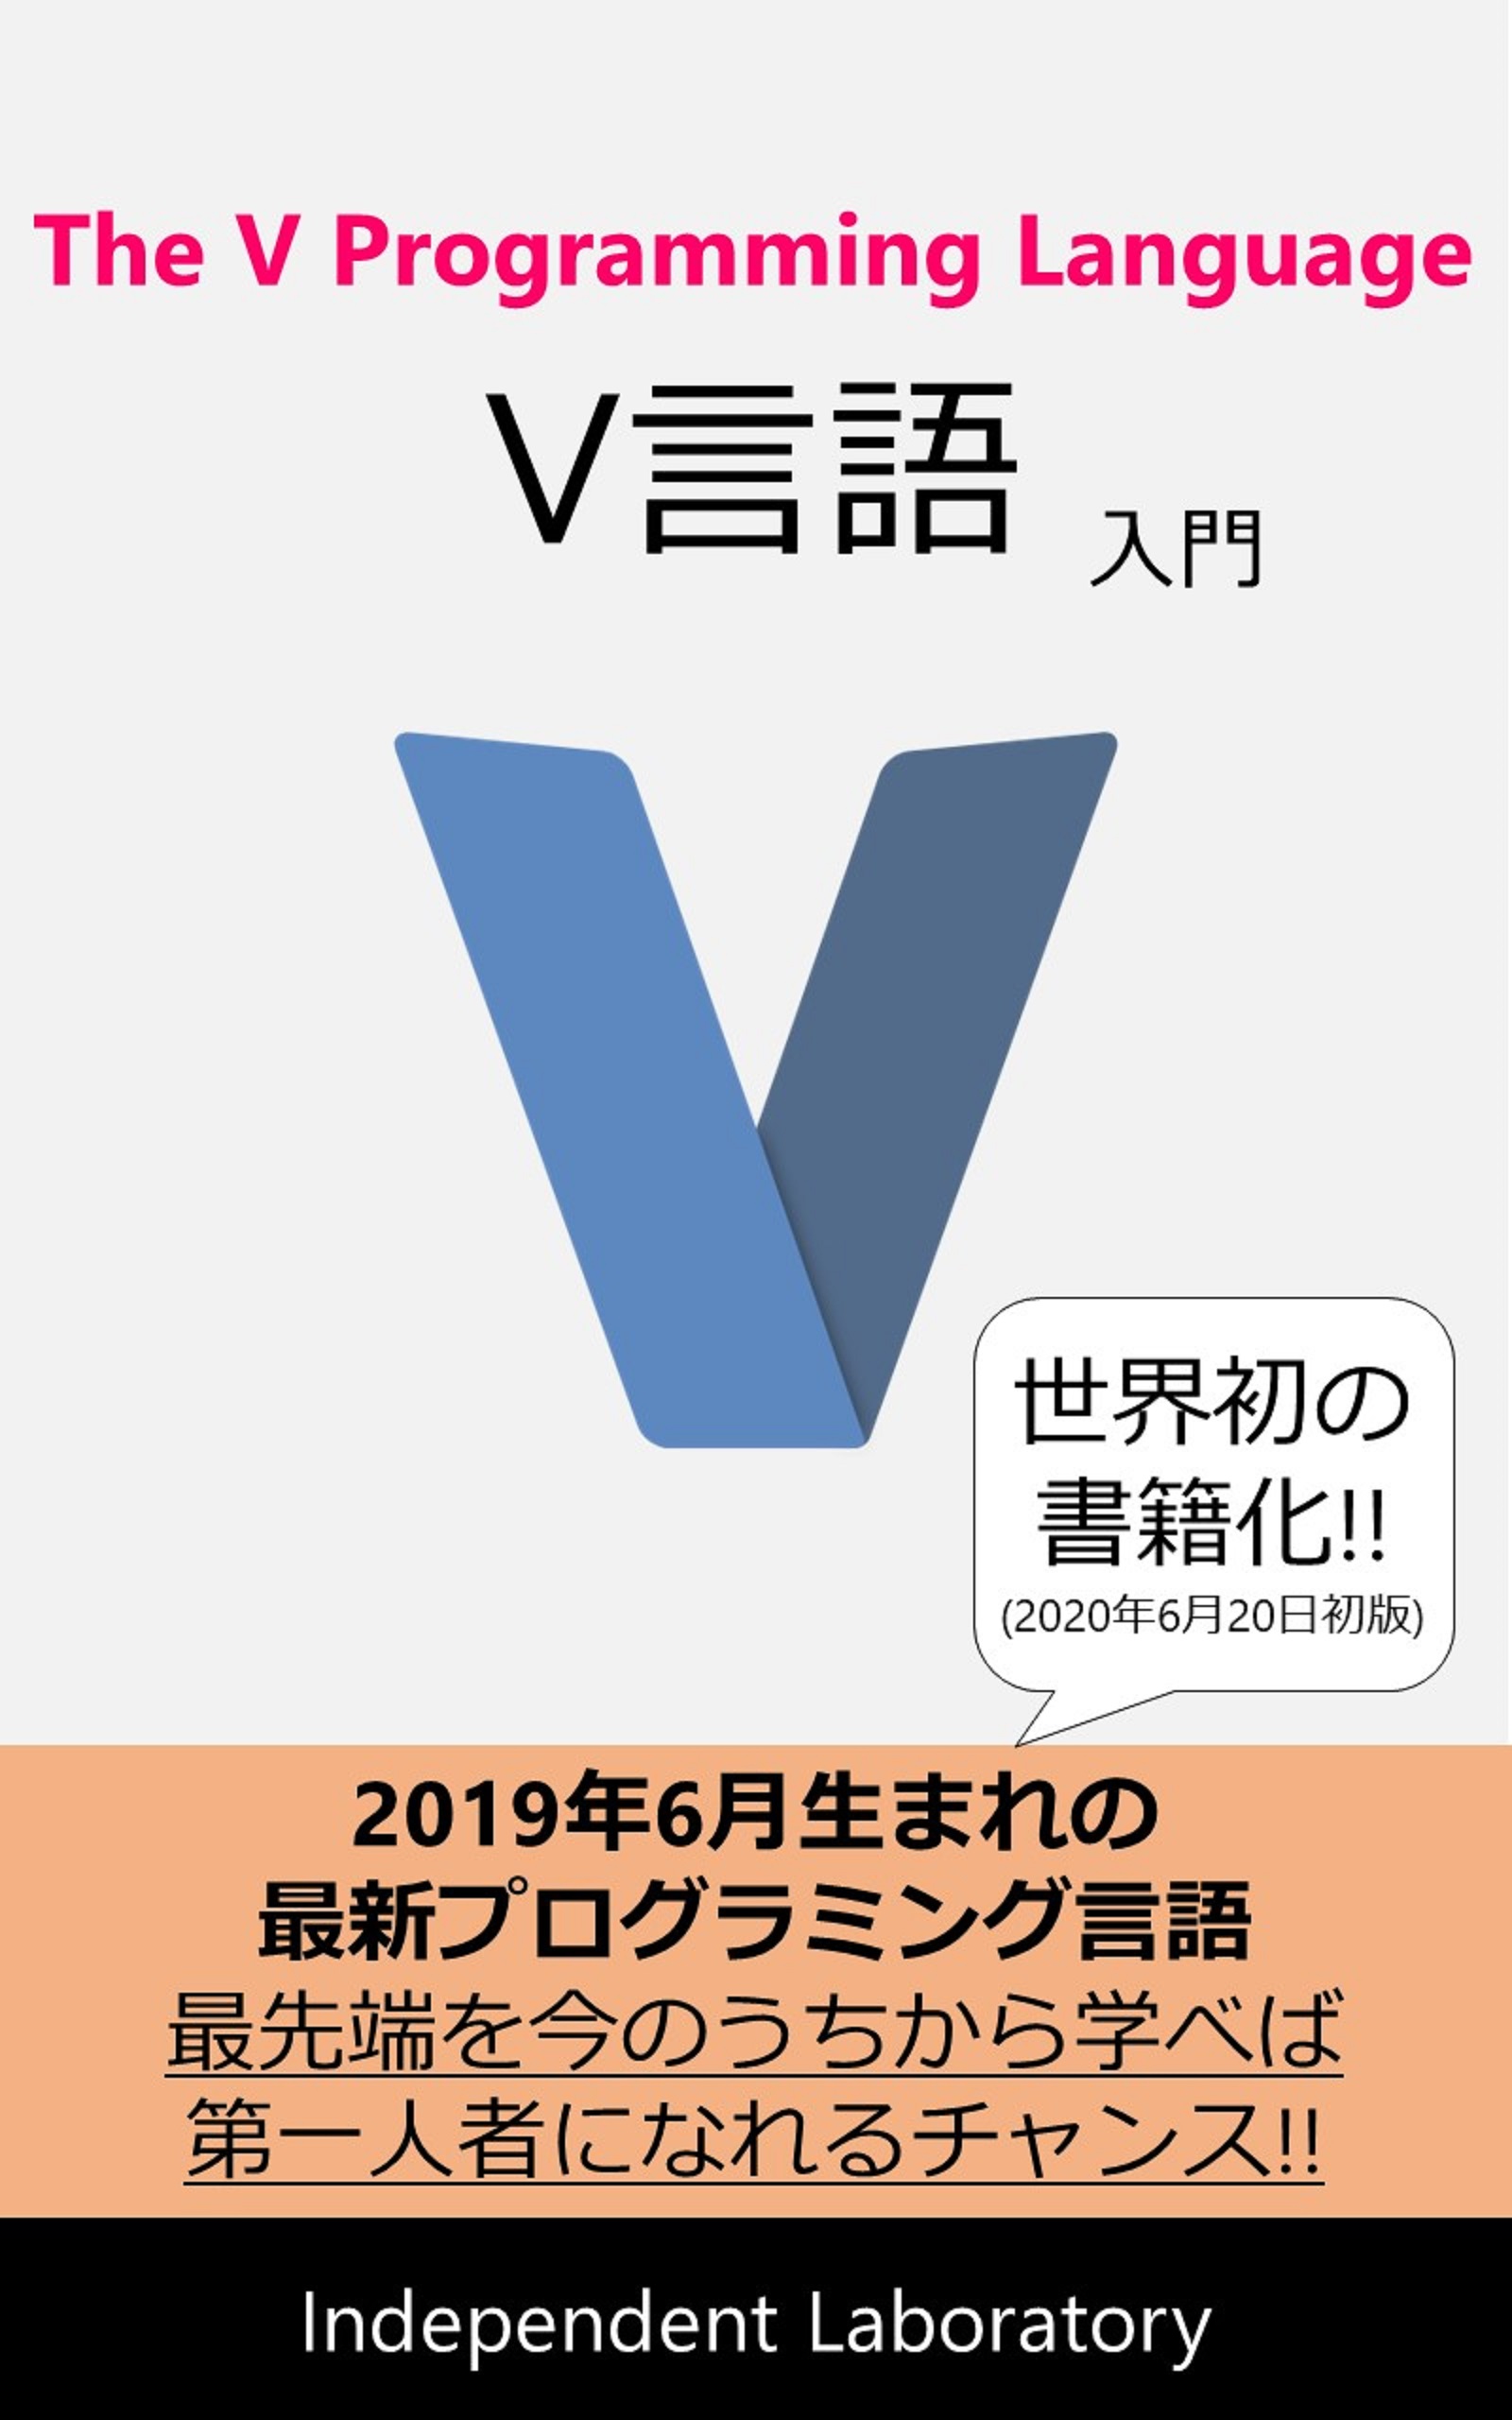 The V Programming Language
V言語 入門
世界初の
書籍化!!
(2020年6月20日初版)
2019年6月生まれの
最新プログラミング言語
最先端を今のうちから学べば
第一人者になれるチャンス!!
Independent Laboratory